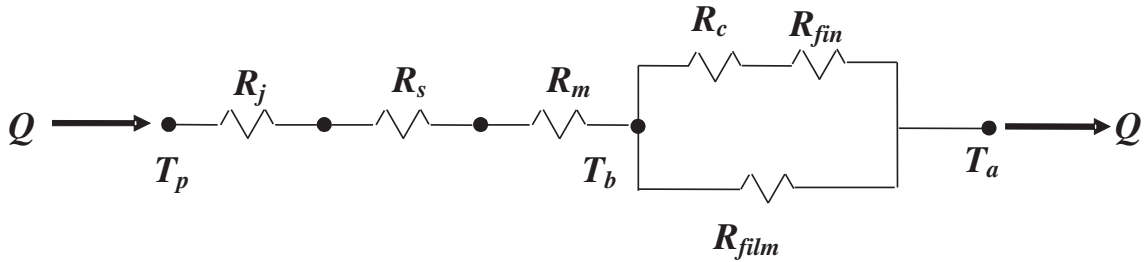 R_c
R_fin
R_j
R_s
R_m
Q
Q
T_p
T_b
T_a
R_film